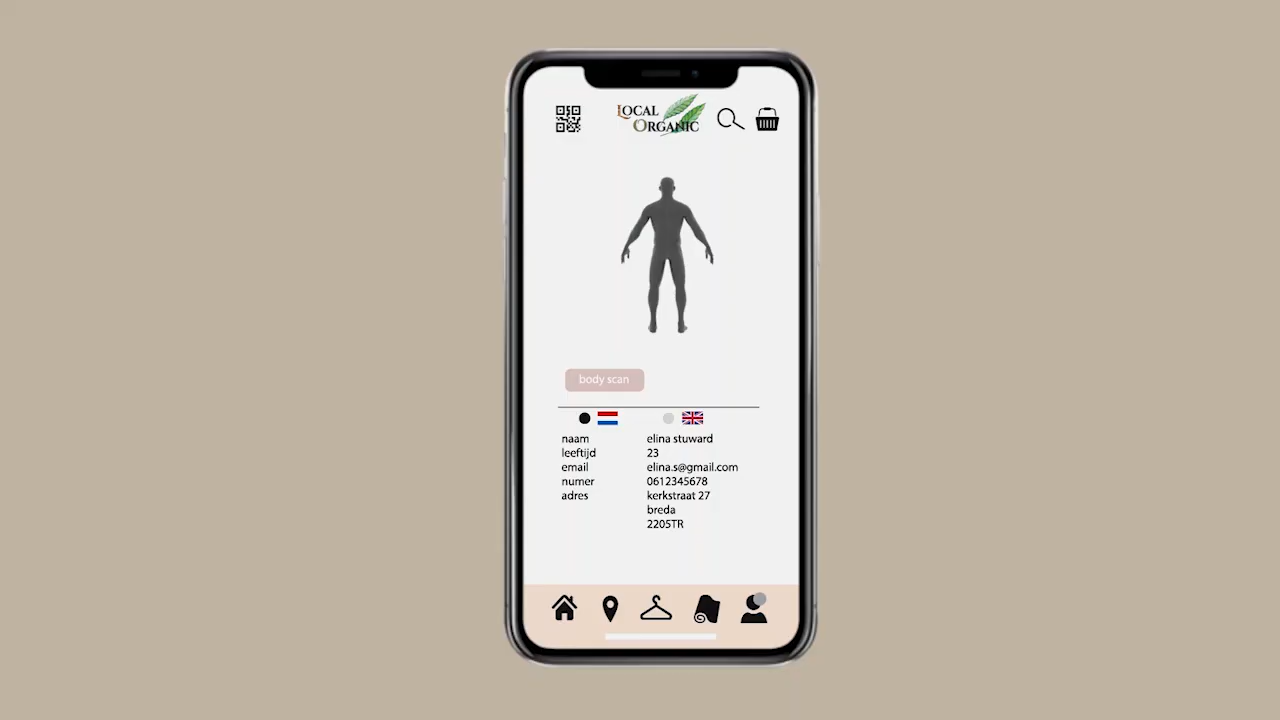 Local
Organic
body scan
naam elina stuward
leeftijd 23
email elina.s@gmail.com
numer 0612345678
adres kerkstraat 27
breda
2205TR